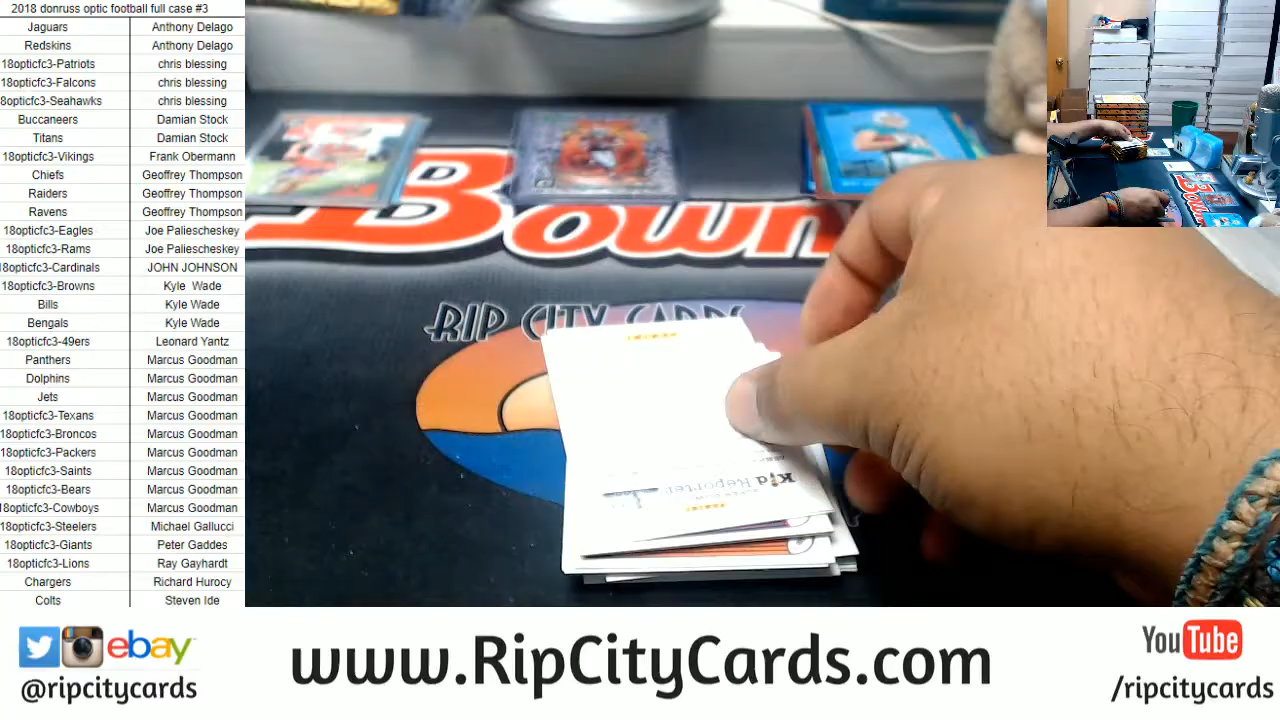 2018 donruss optic football full case #3
Jaguars Anthony Delago
Redskins Anthony Delago
18opticfc3-Patriots chris blessing
18opticfc3-Falcons chris blessing
8opticfc3-Seahawks chris blessing
Buccaneers Damian Stock
Titans Damian Stock
18opticfc3-Vikings Frank Obermann
Chiefs Geoffrey Thompson
Raiders Geoffrey Thompson
Ravens Geoffrey Thompson
18opticfc3-Eagles Joe Paliescheskey
18opticfc3-Rams Joe Paliescheskey
18opticfc3-Cardinals JOHN JOHNSON
18opticfc3-Browns Kyle Wade
Bills Kyle Wade
Bengals Kyle Wade
18opticfc3-49ers Leonard Yantz
Panthers Marcus Goodman
Dolphins Marcus Goodman
Jets Marcus Goodman
18opticfc3-Texans Marcus Goodman
18opticfc3-Broncos Marcus Goodman
18opticfc3-Packers Marcus Goodman
18opticfc3-Saints Marcus Goodman
18opticfc3-Bears Marcus Goodman
18opticfc3-Cowboys Marcus Goodman
18opticfc3-Steelers Michael Gallucci
18opticfc3-Giants Peter Gaddes
18opticfc3-Lions Ray Gayhardt
Chargers Richard Hurocy
Colts Steven Ide
Bown
RIP CITY CARDS
Kid Reporter
PANINI
ebay
@ripcitycards
www.RipCityCards.com
YouTube
/ripcitycards